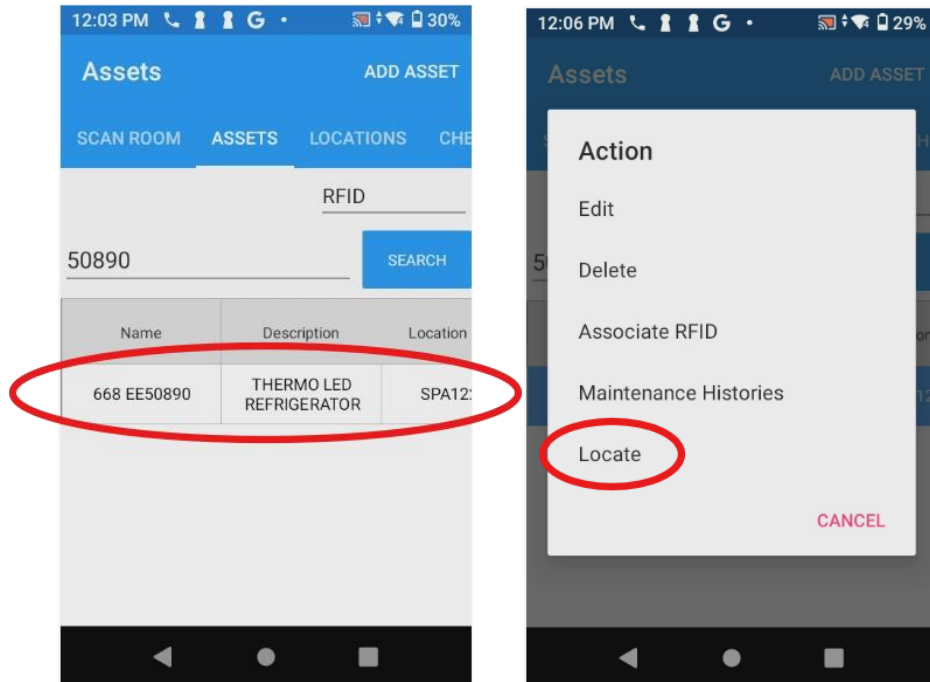 12:03 PM G 30%
Assets ADD ASSET
SCAN ROOM ASSETS LOCATIONS CHE
RFID
50890 SEARCH
Name Description Location
668 EE50890 THERMO LED REFRIGERATOR SPA12
12:06 PM G 29%
Assets ADD ASSET
Action
Edit
Delete
Associate RFID
Maintenance Histories
Locate
CANCEL